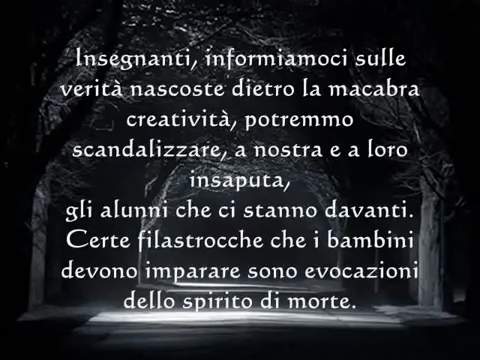 Insegnanti, informiamoci sulle
verità nascoste dietro la macabra
creatività, potremmo
scandalizzare, a nostra e a loro
insaputa,
gli alunni che ci stanno davanti.
Certe filastrocche che i bambini
devono imparare sono evocazioni
dello spirito di morte.